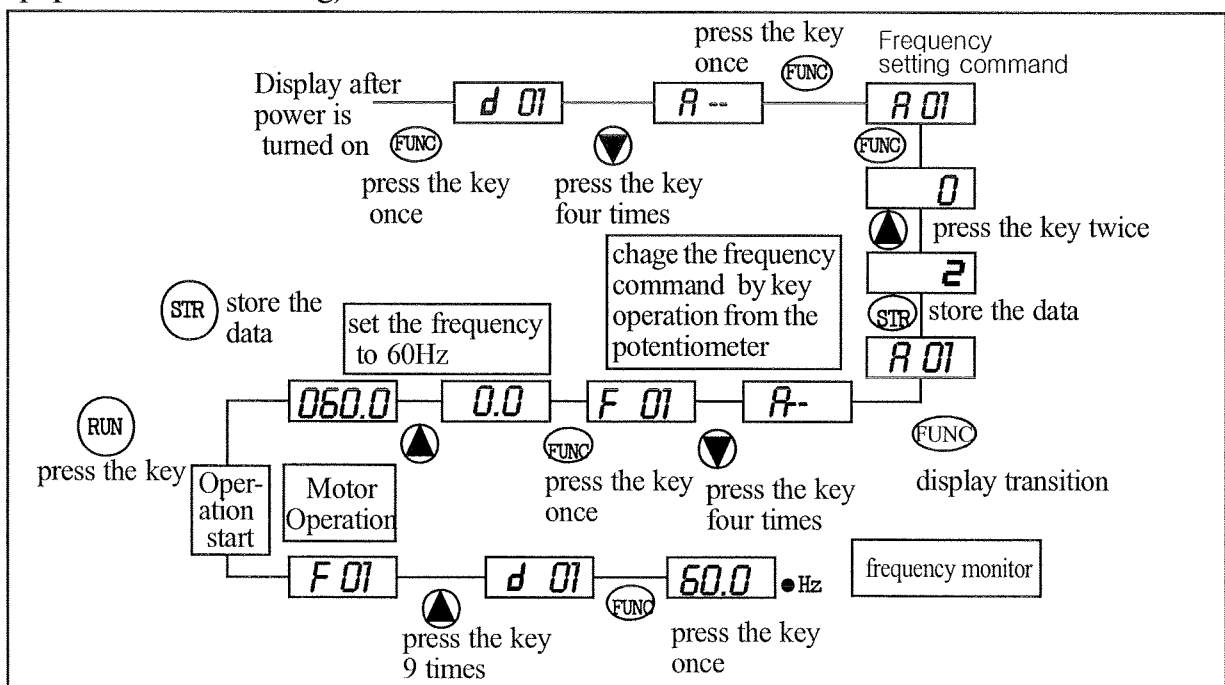 press the key
once
FUNC
Frequency
setting command
Display after
power is
turned on
d 01
A --
A 01
FUNC
press the key
once
press the key
four times
FUNC
0
press the key twice
2
STR
store the data
A 01
chage the frequency
command by key
operation from the
potentiometer
STR
store the
data
set the frequency
to 60Hz
060.0
0.0
F 01
A--
FUNC
display transition
RUN
press the key
FUNC
press the key
once
press the key
four times
Oper-
ation
start
Motor
Operation
F 01
d 01
60.0
Hz
frequency monitor
FUNC
press the key
9 times
press the key
once